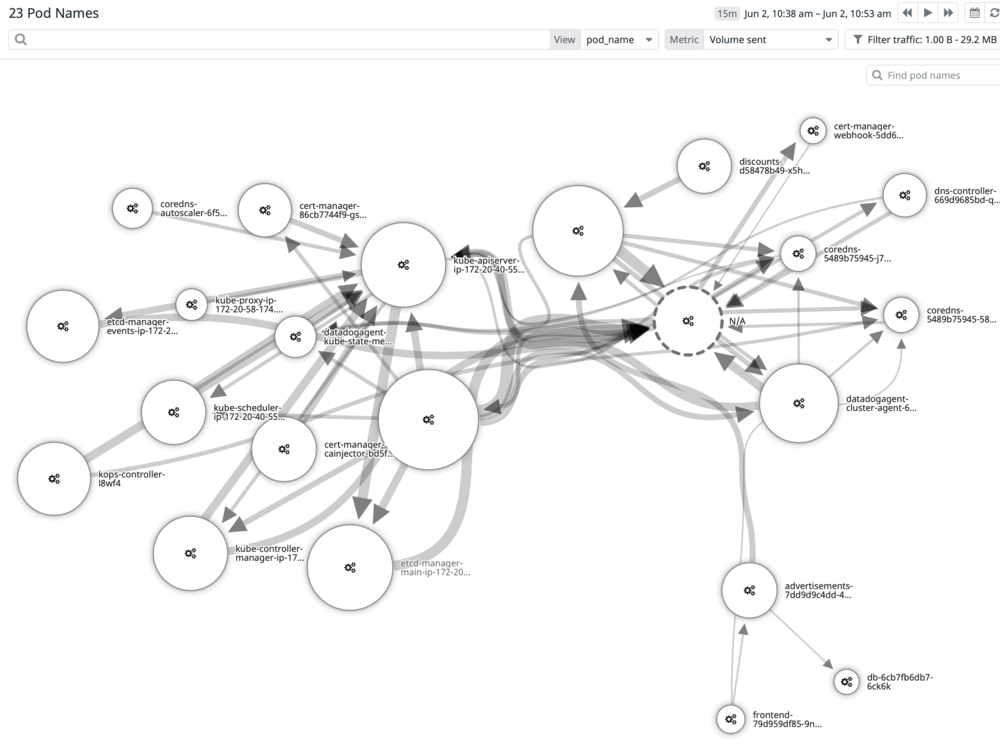 23 Pod Names
15m Jun 2, 10:38 am – Jun 2, 10:53 am
View pod_name Metric Volume sent Filter traffic: 1.00 B - 29.2 MB
Find pod names
cert-manager-
webhook-5dd6...
discounts-
d58478b49-x5h...
dns-controller-
669d9685bd-q...
coredns-
autoscaler-6f5...
cert-manager-
86cb7744f9-gs...
coredns-
5489b75945-j7...
kube-apiserver-
ip-172-20-40-55...
kube-proxy-ip-
172-20-58-174....
etcd-manager-
events-ip-172-2...
N/A
coredns-
5489b75945-58...
datadogagent-
kube-state-me...
kube-scheduler-
ip-172-20-40-55...
datadogagent-
cluster-agent-6...
cert-manager-
cainjector-bd5f...
kops-controller-
l8wf4
kube-controller-
manager-ip-17...
etcd-manager-
main-ip-172-20...
advertisements-
7dd9d9c4dd-4...
db-6cb7fb6db7-
6ck6k
frontend-
79d959df85-9n...